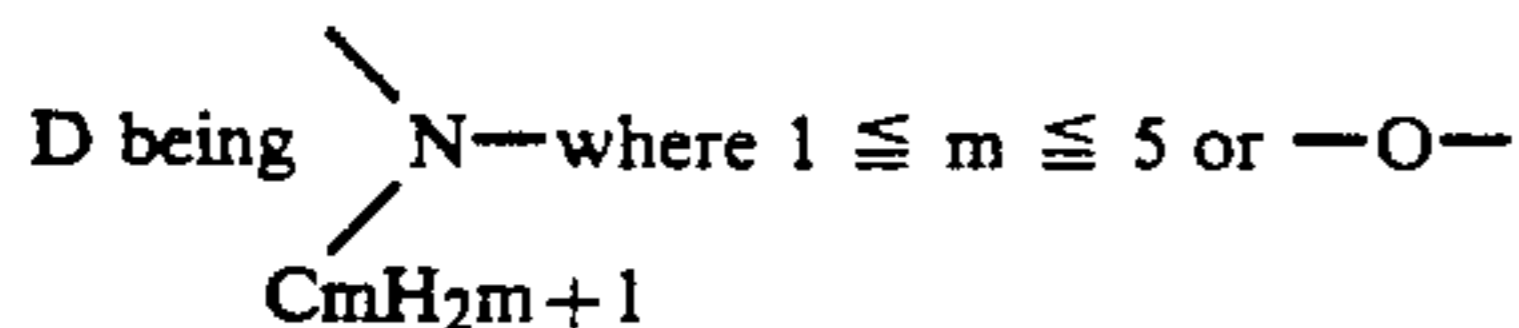 D being N—where 1 ≦ m ≦ 5 or —O—
CmH2m+1